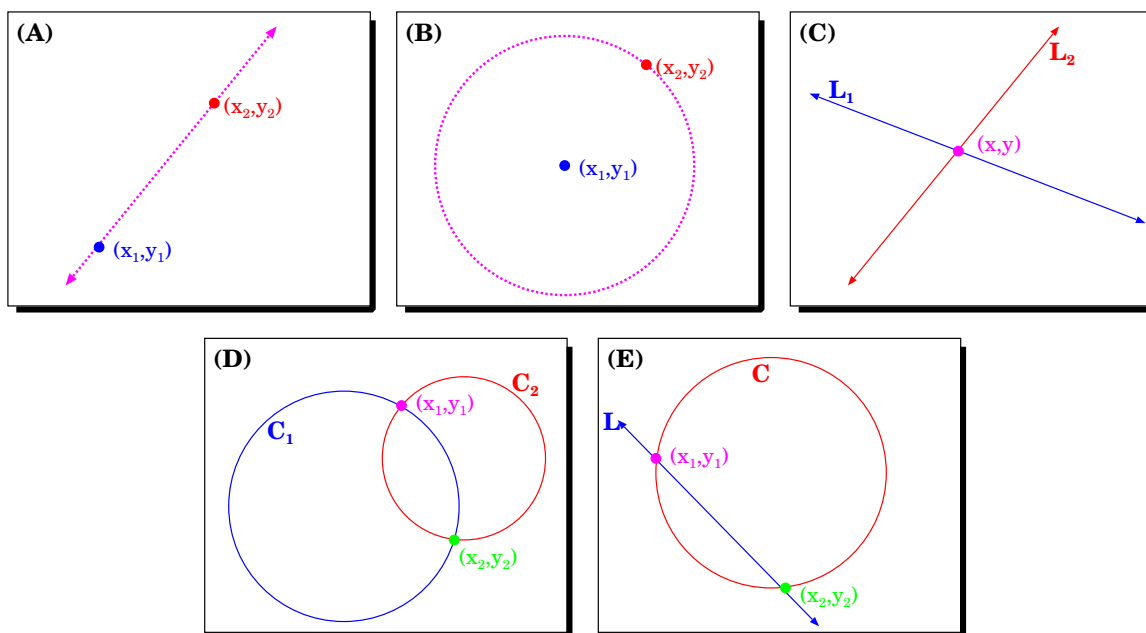 (A)
(x₂,y₂)
(x₁,y₁)
(B)
(x₂,y₂)
(x₁,y₁)
(C)
L₂
L₁
(x,y)
(D)
C₂
(x₁,y₁)
C₁
(x₂,y₂)
(E)
C
L
(x₁,y₁)
(x₂,y₂)